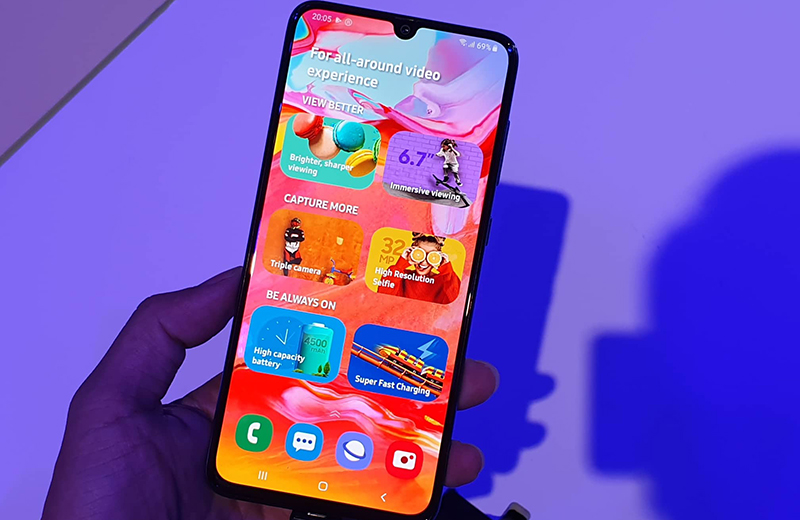 20:05
69%
For all-around video
experience
VIEW BETTER
Brighter, sharper
viewing
6.7"
Immersive viewing
CAPTURE MORE
Triple camera
32
MP
High Resolution
Selfie
BE ALWAYS ON
4500
mAh
High capacity
battery
Super Fast Charging